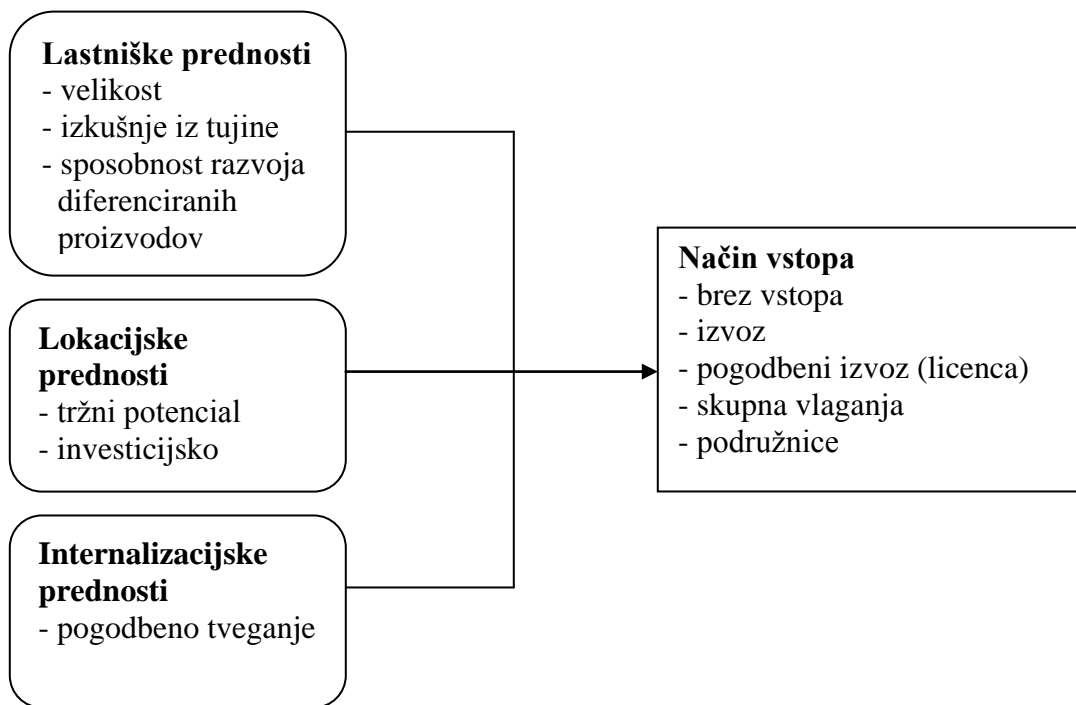 Lastniške prednosti
- velikost
- izkušnje iz tujine
- sposobnost razvoja
diferenciranih
proizvodov
Lokacijske
prednosti
- tržni potencial
- investicijsko
Internalizacijske
prednosti
- pogodbeno tveganje
Način vstopa
- brez vstopa
- izvoz
- pogodbeni izvoz (licenca)
- skupna vlaganja
- podružnice